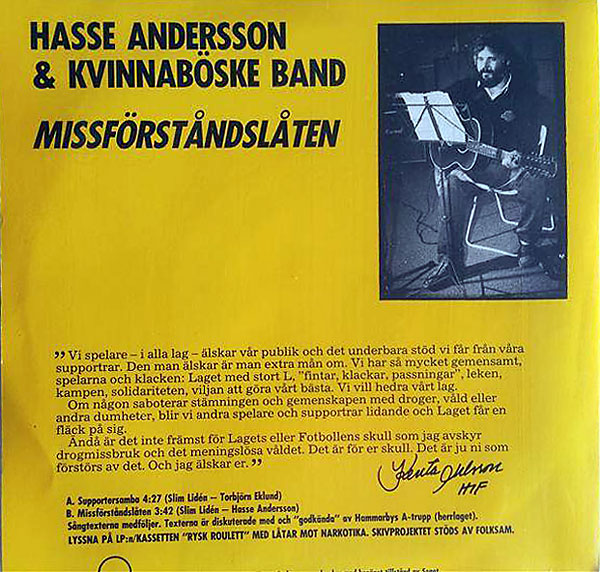 HASSE ANDERSSON
& KVINNABÖSKE BAND
MISSFÖRSTÅNDSLÅTEN
”Vi spelare – i alla lag – älskar vår publik och det underbara stöd vi får från våra
supportrar. Den man älskar är man extra mån om. Vi har så mycket gemensamt,
spelarna och klacken: Laget med stort L, ”fintar, klackar, passningar”, leken,
kampen, solidariteten, viljan att göra vårt bästa. Vi vill hedra vårt lag.
Om någon saboterar stämningen och gemenskapen med droger, våld eller
andra dumheter, blir vi andra spelare och supportrar lidande och Laget får en
fläck på sig.
Ändå är det inte främst för Lagets eller Fotbollens skull som jag avskyr
drogmissbruk och det meningslösa våldet. Det är för er skull. Det är ju ni som
förstörs av det. Och jag älskar er.”
HIF
A. Supportersamba 4:27 (Slim Lidén – Torbjörn Eklund)
B. Missförståndslåten 3:42 (Slim Lidén – Hasse Andersson)
Sångtexterna medföljer. Texterna är diskuterade med och ”godkända” av Hammarbys A-trupp (herrlaget).
LYSSNA PÅ LP:n/KASSETTEN ”RYSK ROULETT” MED LÅTAR MOT NARKOTIKA. SKIVPROJEKTET STÖDS AV FOLKSAM.